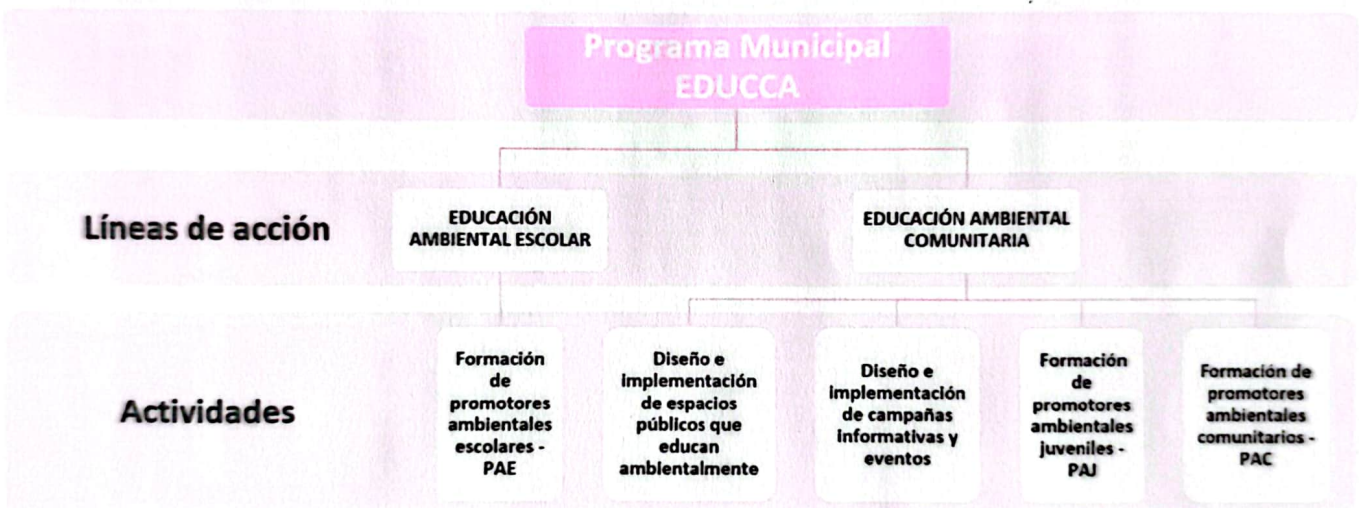 Programa Municipal
EDUCCA
Líneas de acción
EDUCACIÓN
AMBIENTAL ESCOLAR
EDUCACIÓN AMBIENTAL
COMUNITARIA
Actividades
Formación
de
promotores
ambientales
escolares -
PAE
Diseño e
implementación
de espacios
públicos que
educan
ambientalmente
Diseño e
implementación
de campañas
informativas y
eventos
Formación
de
promotores
ambientales
juveniles -
PAJ
Formación de
promotores
ambientales
comunitarios -
PAC